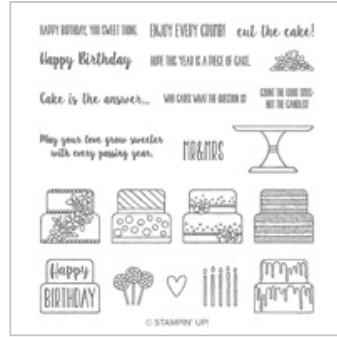 HAPPY BIRTHDAY, YOU SWEET THING.
ENJOY EVERY CRUMB!
cut the cake!
Happy Birthday
HOPE THIS YEAR IS A PIECE OF CAKE.
Cake is the answer...
WHO CARES WHAT THE QUESTION IS?
COUNT THE GOOD TIMES-
NOT THE CANDLES!
May your love grow sweeter
with every passing year.
MR&MRS
Happy
BIRTHDAY
© STAMPIN' UP!